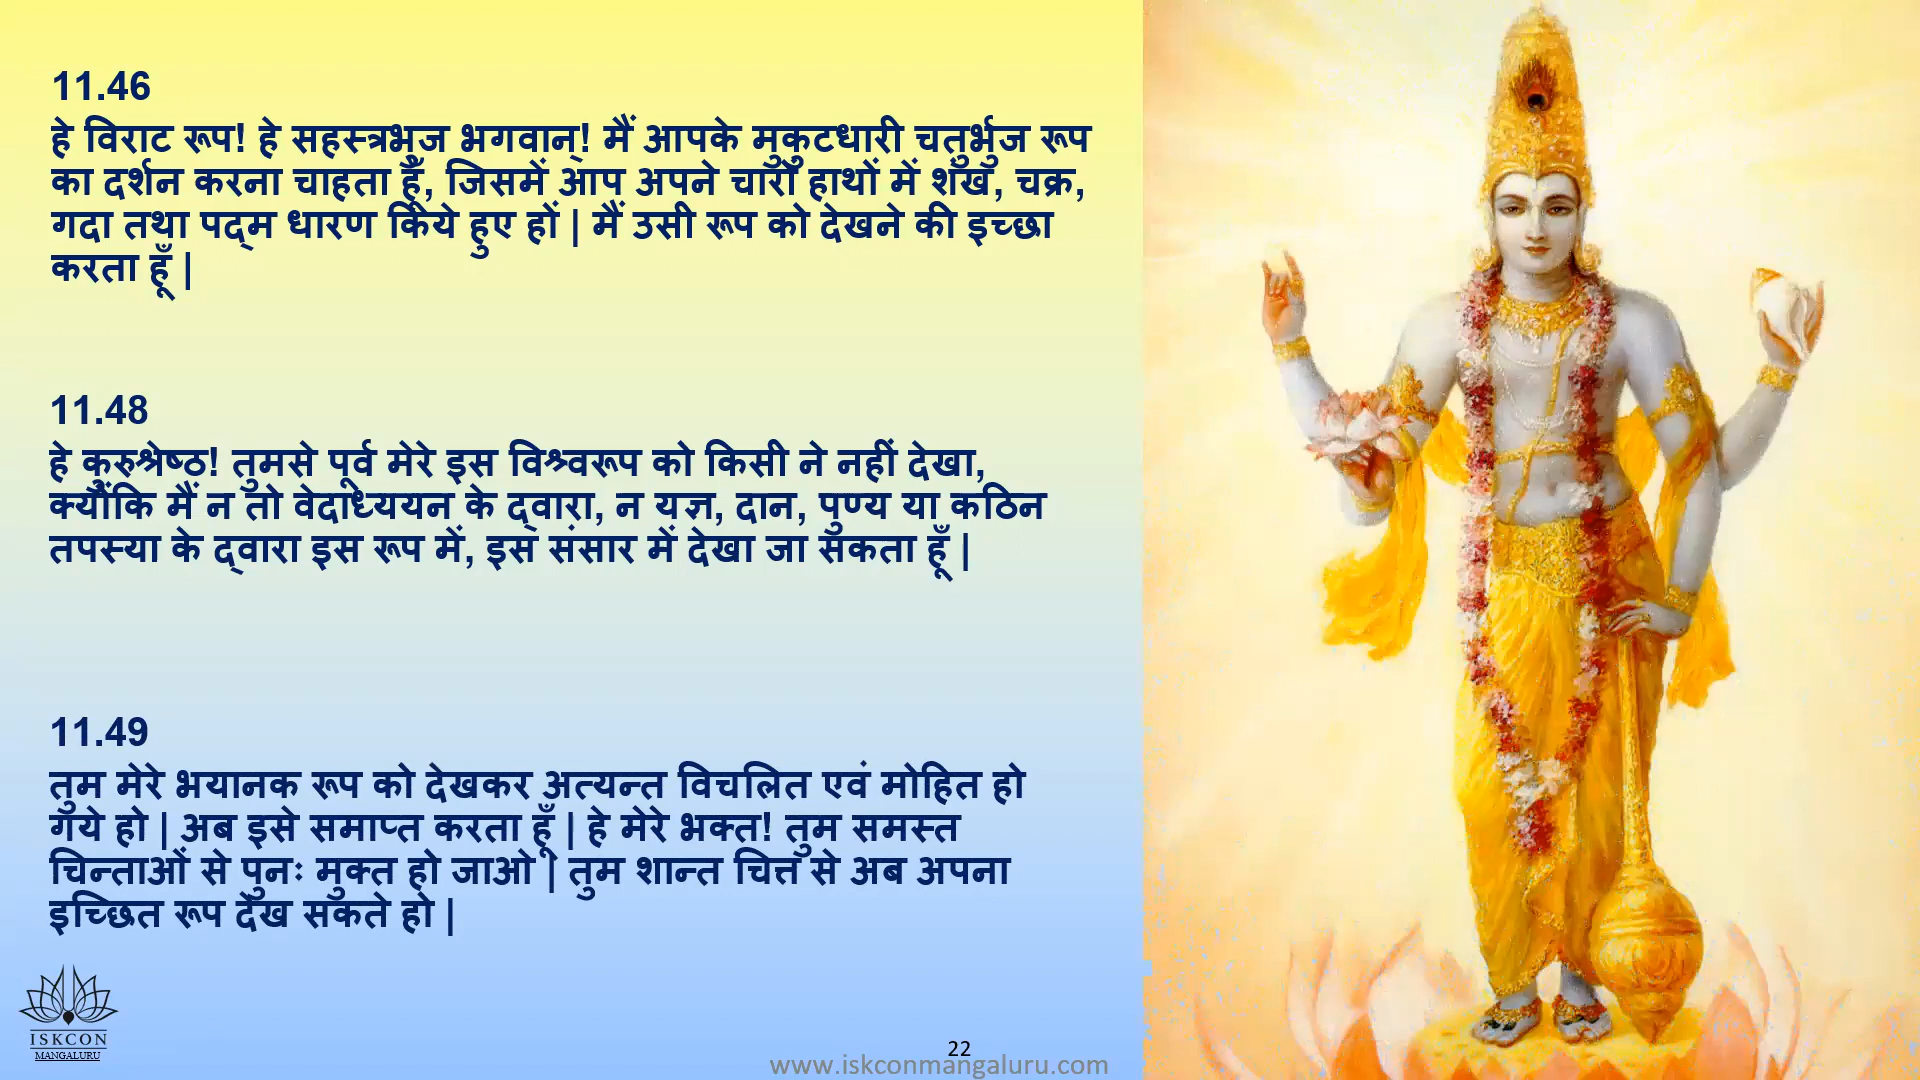 11.46
हे विराट रूप! हे सहस्त्रभुज भगवान्! मैं आपके मुकुटधारी चतुर्भुज रूप
का दर्शन करना चाहता हूँ, जिसमें आप अपने चारों हाथों में शंख, चक्र,
गदा तथा पद्म धारण किये हुए हों | मैं उसी रूप को देखने की इच्छा
करता हूँ |
11.48
हे कुरुश्रेष्ठ! तुमसे पूर्व मेरे इस विश्र्वरूप को किसी ने नहीं देखा,
क्योंकि मैं न तो वेदाध्ययन के द्वारा, न यज्ञ, दान, पुण्य या कठिन
तपस्या के द्वारा इस रूप में, इस संसार में देखा जा सकता हूँ |
11.49
तुम मेरे भयानक रूप को देखकर अत्यन्त विचलित एवं मोहित हो
गये हो | अब इसे समाप्त करता हूँ | हे मेरे भक्त! तुम समस्त
चिन्ताओं से पुनः मुक्त हो जाओ | तुम शान्त चित्त से अब अपना
इच्छित रूप देख सकते हो |
ISKCON
MANGALURU
22
www.iskconmangaluru.com